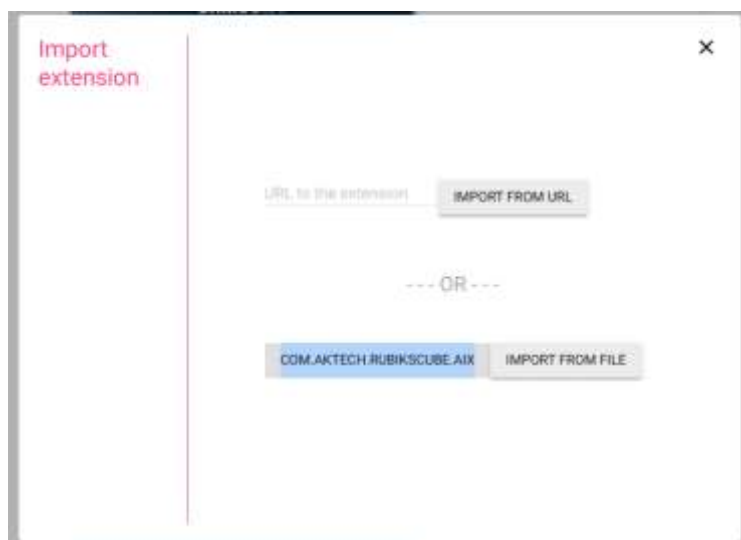 Import
extension
URL to the extension
IMPORT FROM URL
--- OR ---
COM.AKTECH.RUBIKSCUBE.AIX
IMPORT FROM FILE